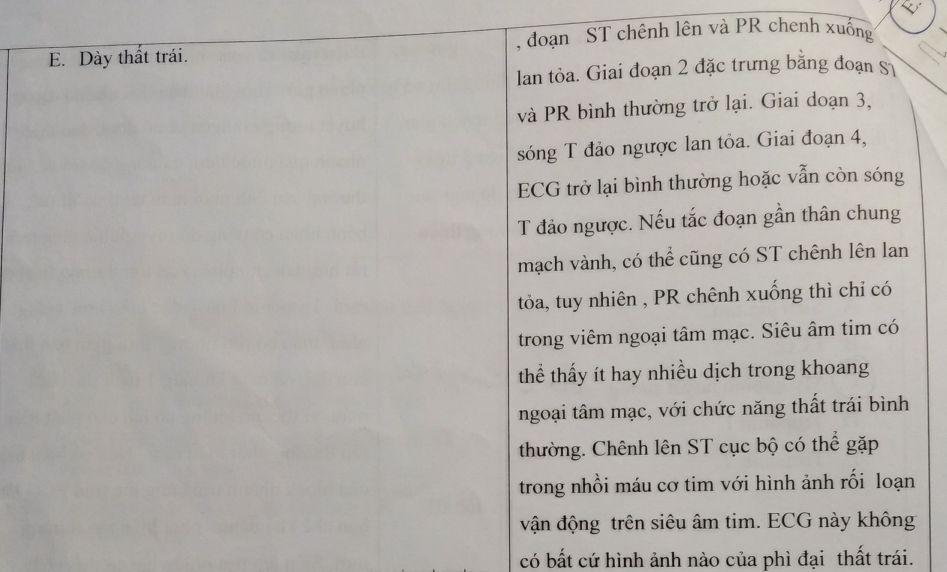 E. Dày thất trái.
, đoạn ST chênh lên và PR chenh xuống
lan tỏa. Giai đoạn 2 đặc trưng bằng đoạn ST
và PR bình thường trở lại. Giai doạn 3,
sóng T đảo ngược lan tỏa. Giai đoạn 4,
ECG trở lại bình thường hoặc vẫn còn sóng
T đảo ngược. Nếu tắc đoạn gần thân chung
mạch vành, có thể cũng có ST chênh lên lan
tỏa, tuy nhiên , PR chênh xuống thì chỉ có
trong viêm ngoại tâm mạc. Siêu âm tim có
thể thấy ít hay nhiều dịch trong khoang
ngoại tâm mạc, với chức năng thất trái bình
thường. Chênh lên ST cục bộ có thể gặp
trong nhồi máu cơ tim với hình ảnh rối loạn
vận động trên siêu âm tim. ECG này không
có bất cứ hình ảnh nào của phì đại thất trái.